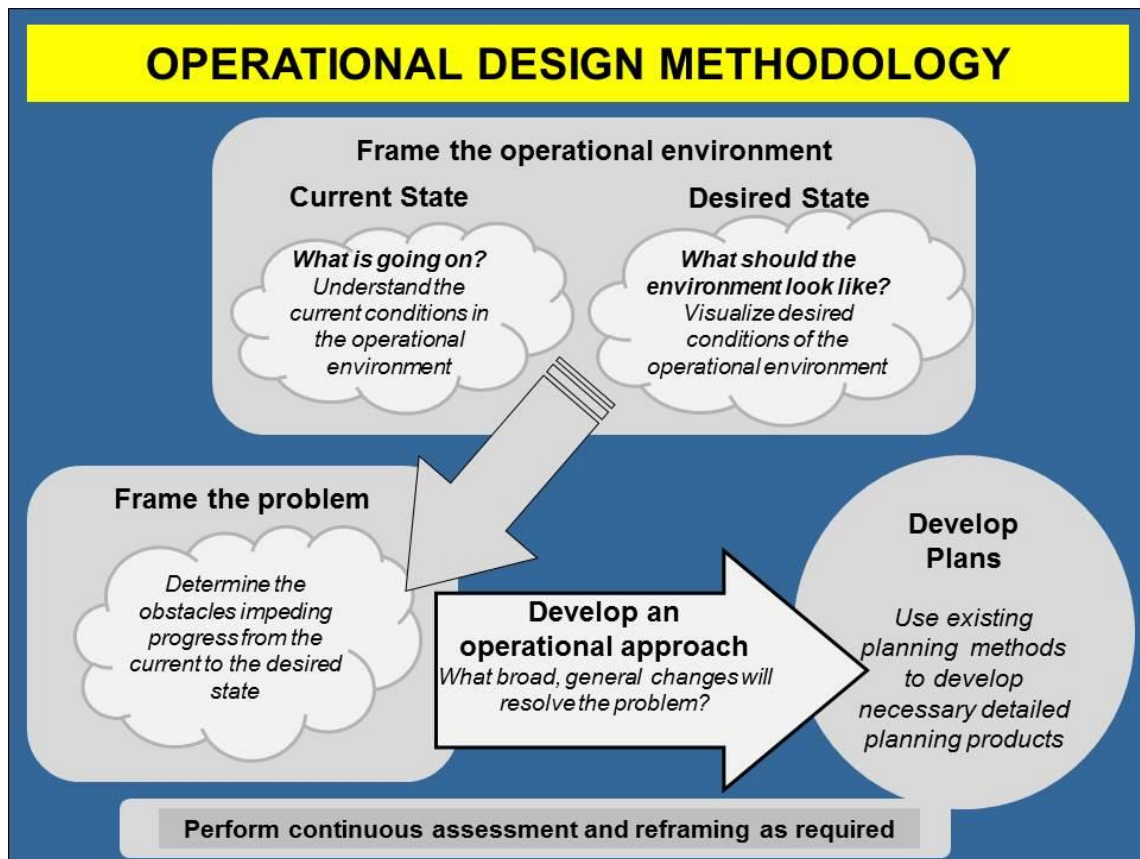 OPERATIONAL DESIGN METHODOLOGY
Frame the operational environment
Current State
What is going on?
Understand the
current conditions in
the operational
environment
Desired State
What should the
environment look like?
Visualize desired
conditions of the
operational environment
Frame the problem
Determine the
obstacles impeding
progress from the
current to the desired
state
Develop an
operational approach
What broad, general changes will
resolve the problem?
Develop
Plans
Use existing
planning methods
to develop
necessary detailed
planning products
Perform continuous assessment and reframing as required